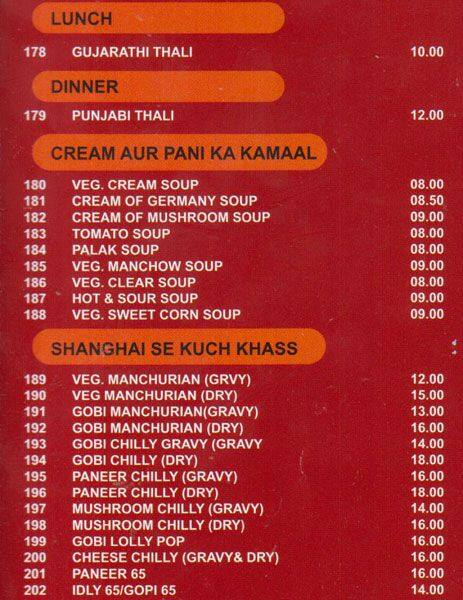 LUNCH
178 GUJARATHI THALI 10.00
DINNER
179 PUNJABI THALI 12.00
CREAM AUR PANI KA KAMAAL
180 VEG. CREAM SOUP 08.00
181 CREAM OF GERMANY SOUP 08.50
182 CREAM OF MUSHROOM SOUP 09.00
183 TOMATO SOUP 08.00
184 PALAK SOUP 08.00
185 VEG. MANCHOW SOUP 09.00
186 VEG. CLEAR SOUP 08.00
187 HOT & SOUR SOUP 09.00
188 VEG. SWEET CORN SOUP 09.00
SHANGHAI SE KUCH KHASS
189 VEG. MANCHURIAN (GRVY) 12.00
190 VEG MANCHURIAN (DRY) 15.00
191 GOBI MANCHURIAN(GRAVY) 13.00
192 GOBI MANCHURIAN (DRY) 16.00
193 GOBI CHILLY GRAVY (GRAVY 14.00
194 GOBI CHILLY (DRY) 18.00
195 PANEER CHILLY (GRAVY) 16.00
196 PANEER CHILLY (DRY) 18.00
197 MUSHROOM CHILLY (GRAVY) 14.00
198 MUSHROOM CHILLY (DRY) 16.00
199 GOBI LOLLY POP 16.00
200 CHEESE CHILLY (GRAVY& DRY) 16.00
201 PANEER 65 16.00
202 IDLY 65/GOPI 65 14.00